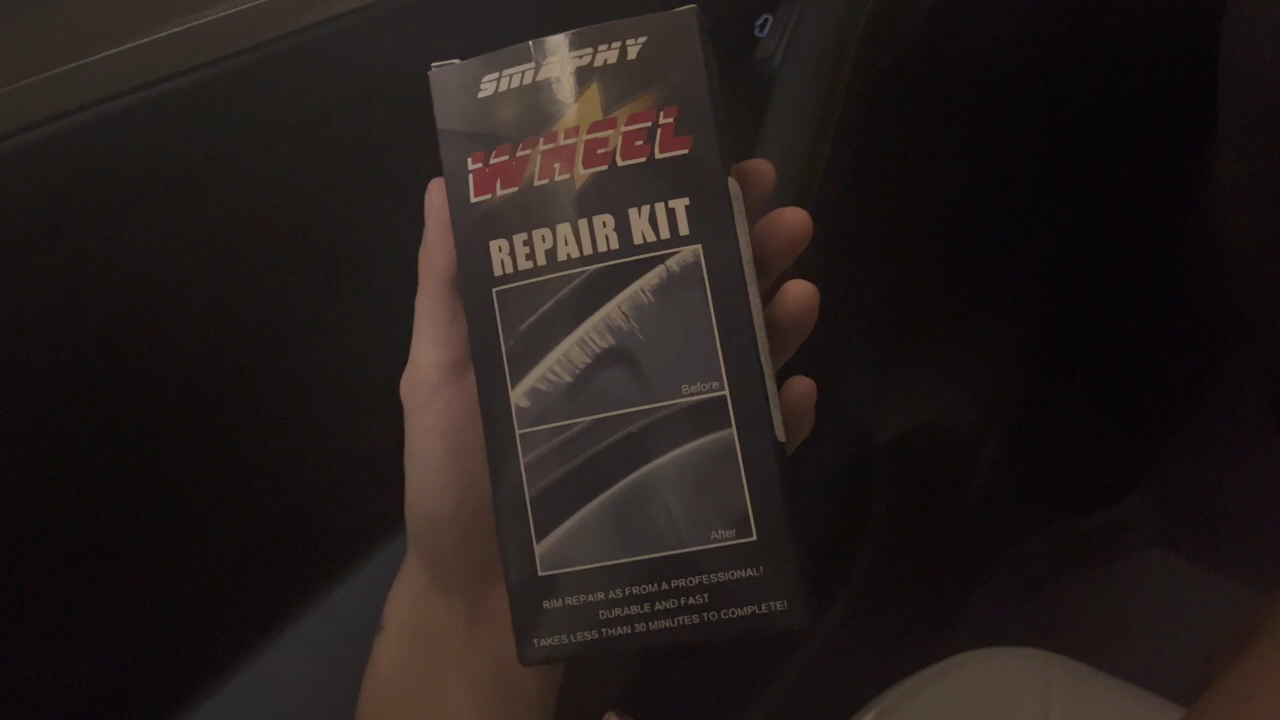 SMAPHY
WHEEL
REPAIR KIT
Before
After
RIM REPAIR AS FROM A PROFESSIONAL!
DURABLE AND FAST
TAKES LESS THAN 30 MINUTES TO COMPLETE!